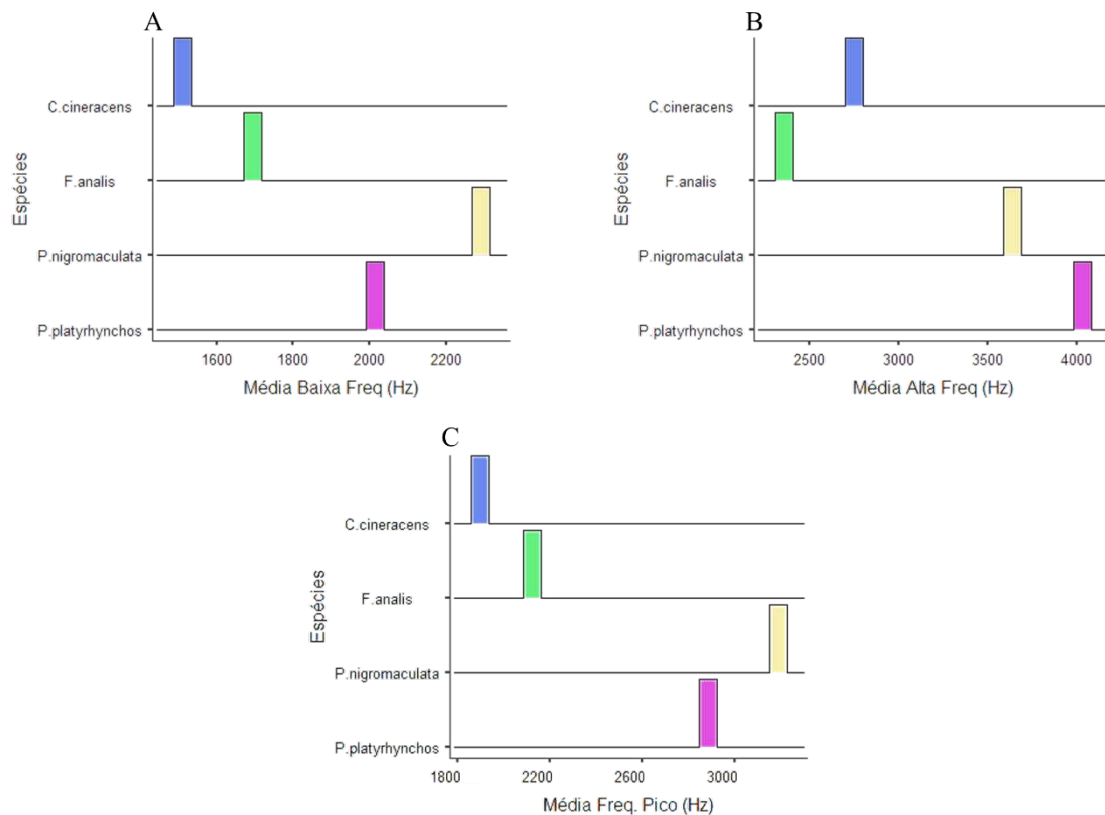 A
Espécies
C.cineracens
F.analis
P.nigromaculata
P.platyrhynchos
1600 1800 2000 2200
Média Baixa Freq (Hz)
B
Espécies
C.cineracens
F.analis
P.nigromaculata
P.platyrhynchos
2500 3000 3500 4000
Média Alta Freq (Hz)
C
Espécies
C.cineracens
F.analis
P.nigromaculata
P.platyrhynchos
1800 2200 2600 3000
Média Freq. Pico (Hz)